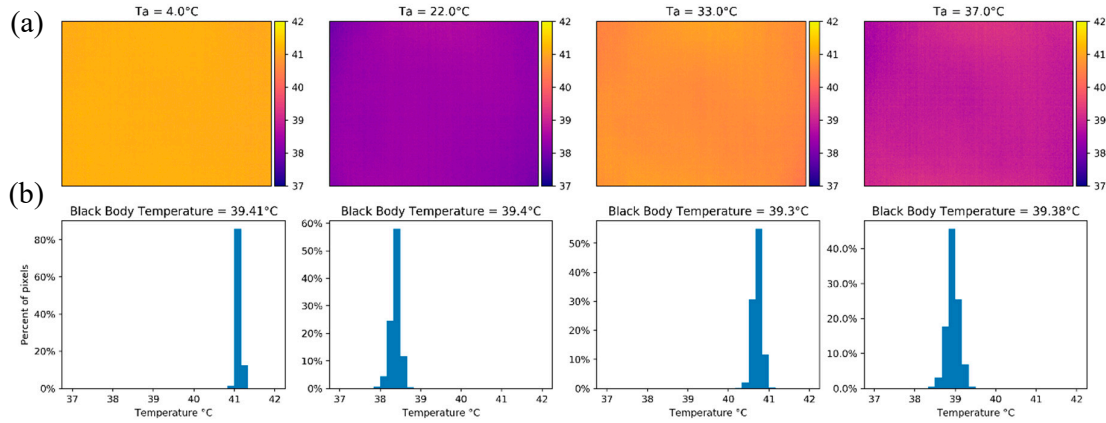 (a)
Ta = 4.0°C
Ta = 22.0°C
Ta = 33.0°C
Ta = 37.0°C
42
41
40
39
38
37
42
41
40
39
38
37
42
41
40
39
38
37
42
41
40
39
38
37
(b)
Black Body Temperature = 39.41°C
Percent of pixels
80%
60%
40%
20%
0%
37 38 39 40 41 42
Temperature °C
Black Body Temperature = 39.4°C
60%
50%
40%
30%
20%
10%
0%
37 38 39 40 41 42
Temperature °C
Black Body Temperature = 39.3°C
50%
40%
30%
20%
10%
0%
37 38 39 40 41 42
Temperature °C
Black Body Temperature = 39.38°C
40.0%
30.0%
20.0%
10.0%
0.0%
37 38 39 40 41 42
Temperature °C